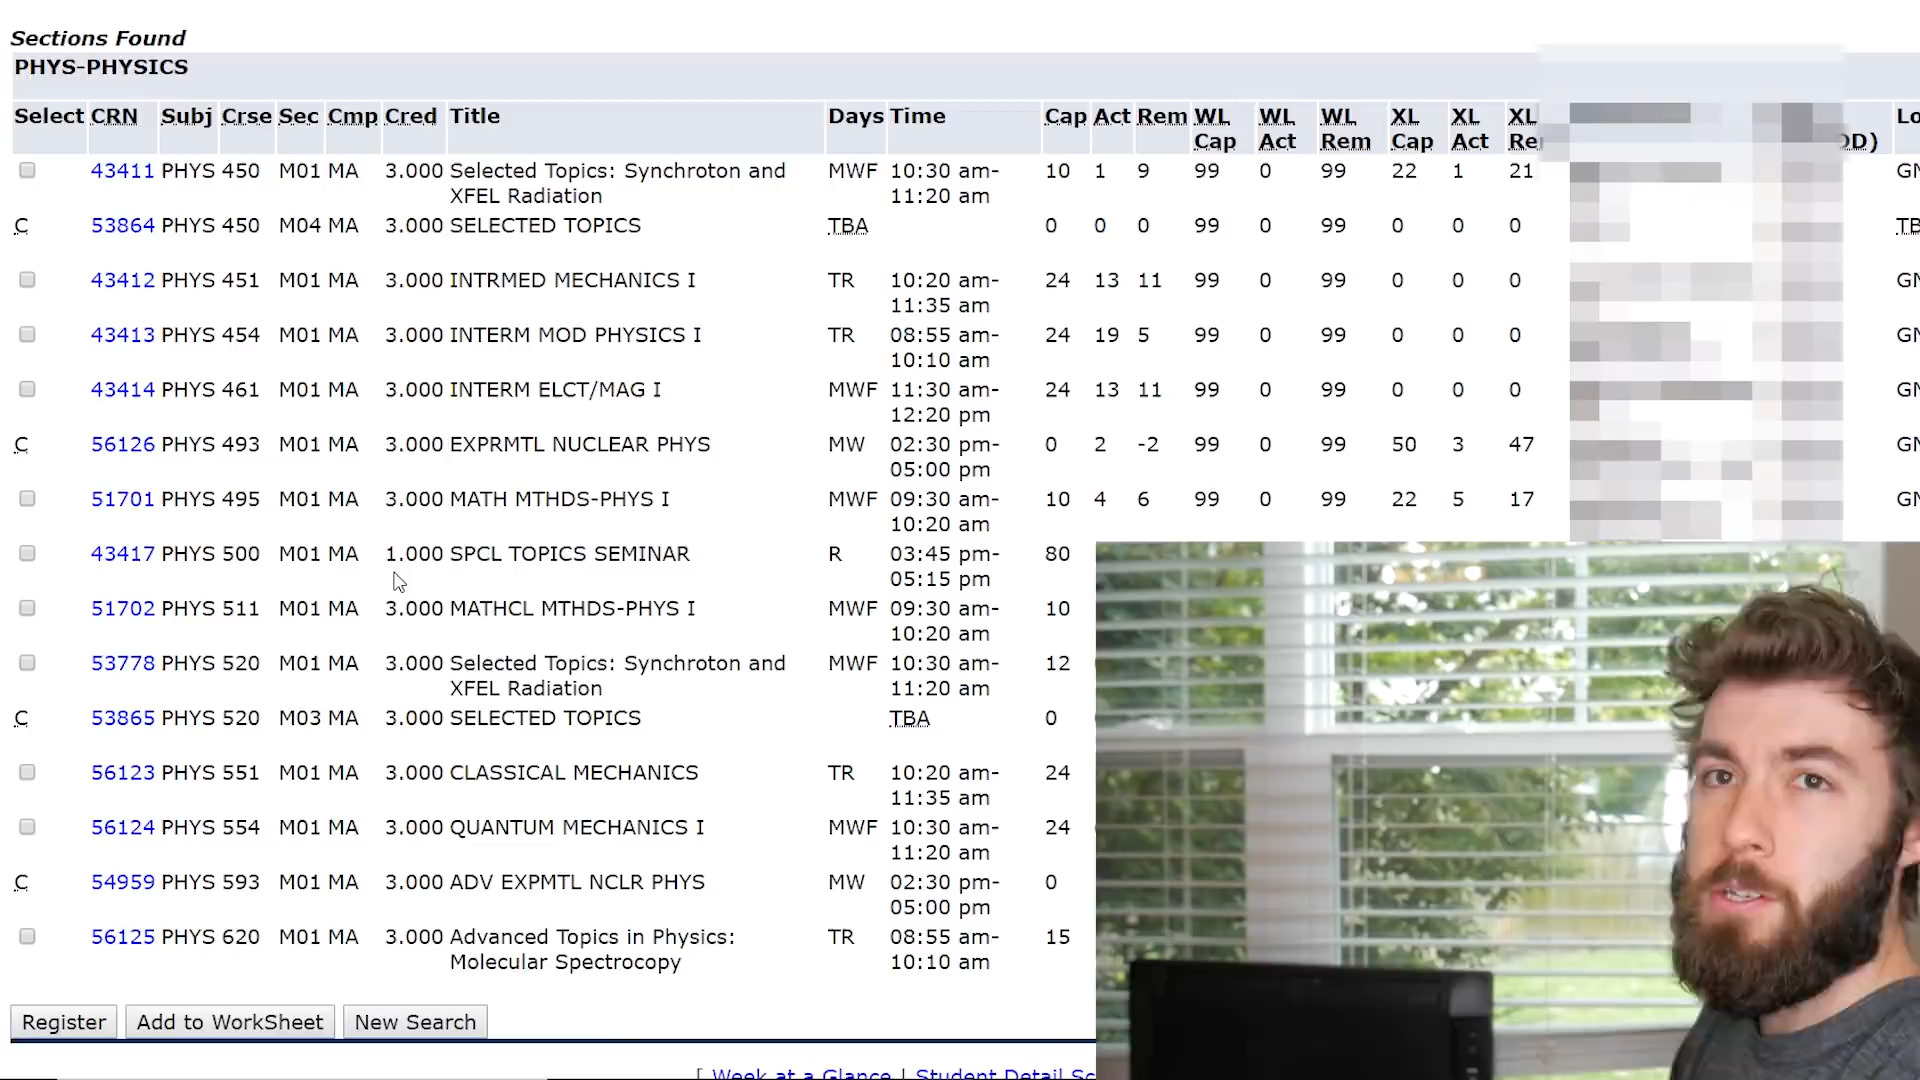 Sections Found
PHYS-PHYSICS
Select CRN Subj Crse Sec Cmp Cred Title Days Time Cap Act Rem WL Cap WL Act WL Rem XL Cap XL Act XL
DD)
43411 PHYS 450 M01 MA 3.000 Selected Topics: Synchroton and MWF 10:30 am- 10 1 9 99 0 99 22 1 21
XFEL Radiation 11:20 am
C 53864 PHYS 450 M04 MA 3.000 SELECTED TOPICS TBA 0 0 0 99 0 99 0 0 0
43412 PHYS 451 M01 MA 3.000 INTRMED MECHANICS I TR 10:20 am- 24 13 11 99 0 99 0 0 0
11:35 am
43413 PHYS 454 M01 MA 3.000 INTERM MOD PHYSICS I TR 08:55 am- 24 19 5 99 0 99 0 0 0
10:10 am
43414 PHYS 461 M01 MA 3.000 INTERM ELCT/MAG I MWF 11:30 am- 24 13 11 99 0 99 0 0 0
12:20 pm
C 56126 PHYS 493 M01 MA 3.000 EXPRMTL NUCLEAR PHYS MW 02:30 pm- 0 2 -2 99 0 99 50 3 47
05:00 pm
51701 PHYS 495 M01 MA 3.000 MATH MTHDS-PHYS I MWF 09:30 am- 10 4 6 99 0 99 22 5 17
10:20 am
43417 PHYS 500 M01 MA 1.000 SPCL TOPICS SEMINAR R 03:45 pm- 80
05:15 pm
51702 PHYS 511 M01 MA 3.000 MATHCL MTHDS-PHYS I MWF 09:30 am- 10
10:20 am
53778 PHYS 520 M01 MA 3.000 Selected Topics: Synchroton and MWF 10:30 am- 12
XFEL Radiation 11:20 am
C 53865 PHYS 520 M03 MA 3.000 SELECTED TOPICS TBA 0
56123 PHYS 551 M01 MA 3.000 CLASSICAL MECHANICS TR 10:20 am- 24
11:35 am
56124 PHYS 554 M01 MA 3.000 QUANTUM MECHANICS I MWF 10:30 am- 24
11:20 am
C 54959 PHYS 593 M01 MA 3.000 ADV EXPMTL NCLR PHYS MW 02:30 pm- 0
05:00 pm
56125 PHYS 620 M01 MA 3.000 Advanced Topics in Physics: TR 08:55 am- 15
Molecular Spectrocopy 10:10 am
Register Add to WorkSheet New Search
[ Week at a Glance | Student Detail